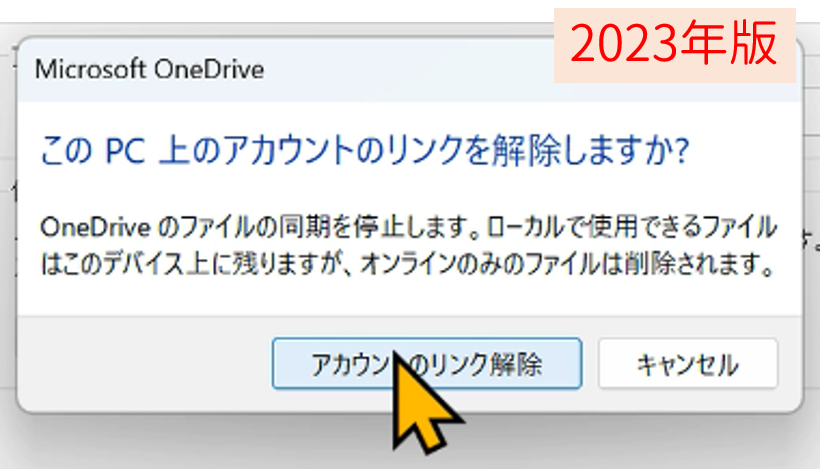 2023年版
Microsoft OneDrive
この PC 上のアカウントのリンクを解除しますか?
OneDrive のファイルの同期を停止します。ローカルで使用できるファイル
はこのデバイス上に残りますが、オンラインのみのファイルは削除されます。
アカウントのリンク解除
キャンセル